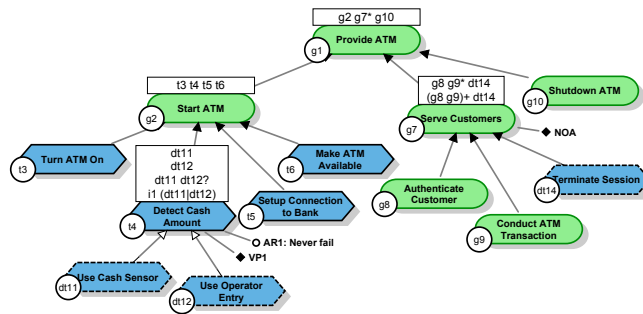 g2 g7* g10
Provide ATM
g1
t3 t4 t5 t6
Start ATM
g2
g8 g9* dt14
(g8 g9)+ dt14
Serve Customers
g7
Shutdown ATM
g10
NOA
Turn ATM On
t3
dt11
dt12
dt11 dt12?
i1 (dt11|dt12)
Detect Cash
Amount
t4
Make ATM
Available
t6
Setup Connection
to Bank
t5
Authenticate
Customer
g8
Terminate Session
dt14
Conduct ATM
Transaction
g9
AR1: Never fail
VP1
Use Cash Sensor
dt11
Use Operator
Entry
dt12